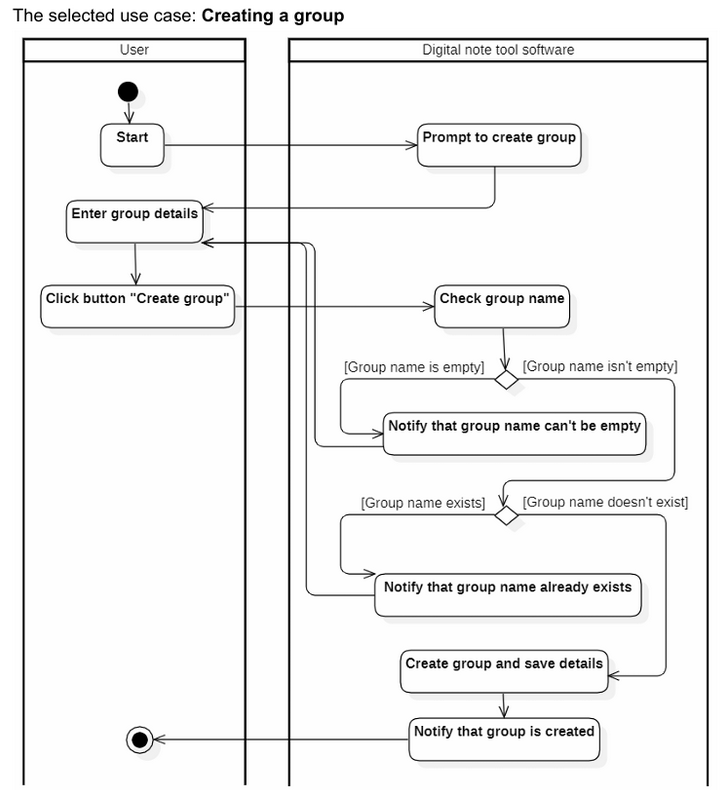 The selected use case: Creating a group
User
Digital note tool software
Start
Prompt to create group
Enter group details
Click button "Create group"
Check group name
[Group name is empty]
[Group name isn't empty]
Notify that group name can't be empty
[Group name exists]
[Group name doesn't exist]
Notify that group name already exists
Create group and save details
Notify that group is created